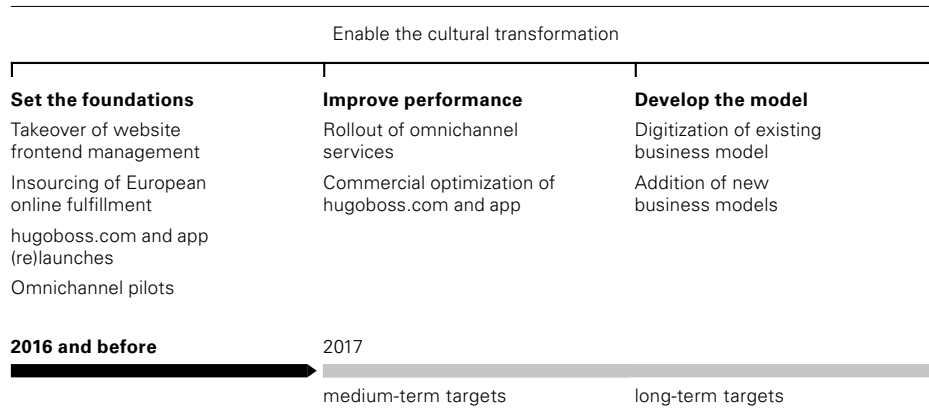 Enable the cultural transformation
Set the foundations
Takeover of website
frontend management
Insourcing of European
online fulfillment
hugoboss.com and app
(re)launches
Omnichannel pilots
Improve performance
Rollout of omnichannel
services
Commercial optimization of
hugoboss.com and app
Develop the model
Digitization of existing
business model
Addition of new
business models
2016 and before
2017
medium-term targets
long-term targets